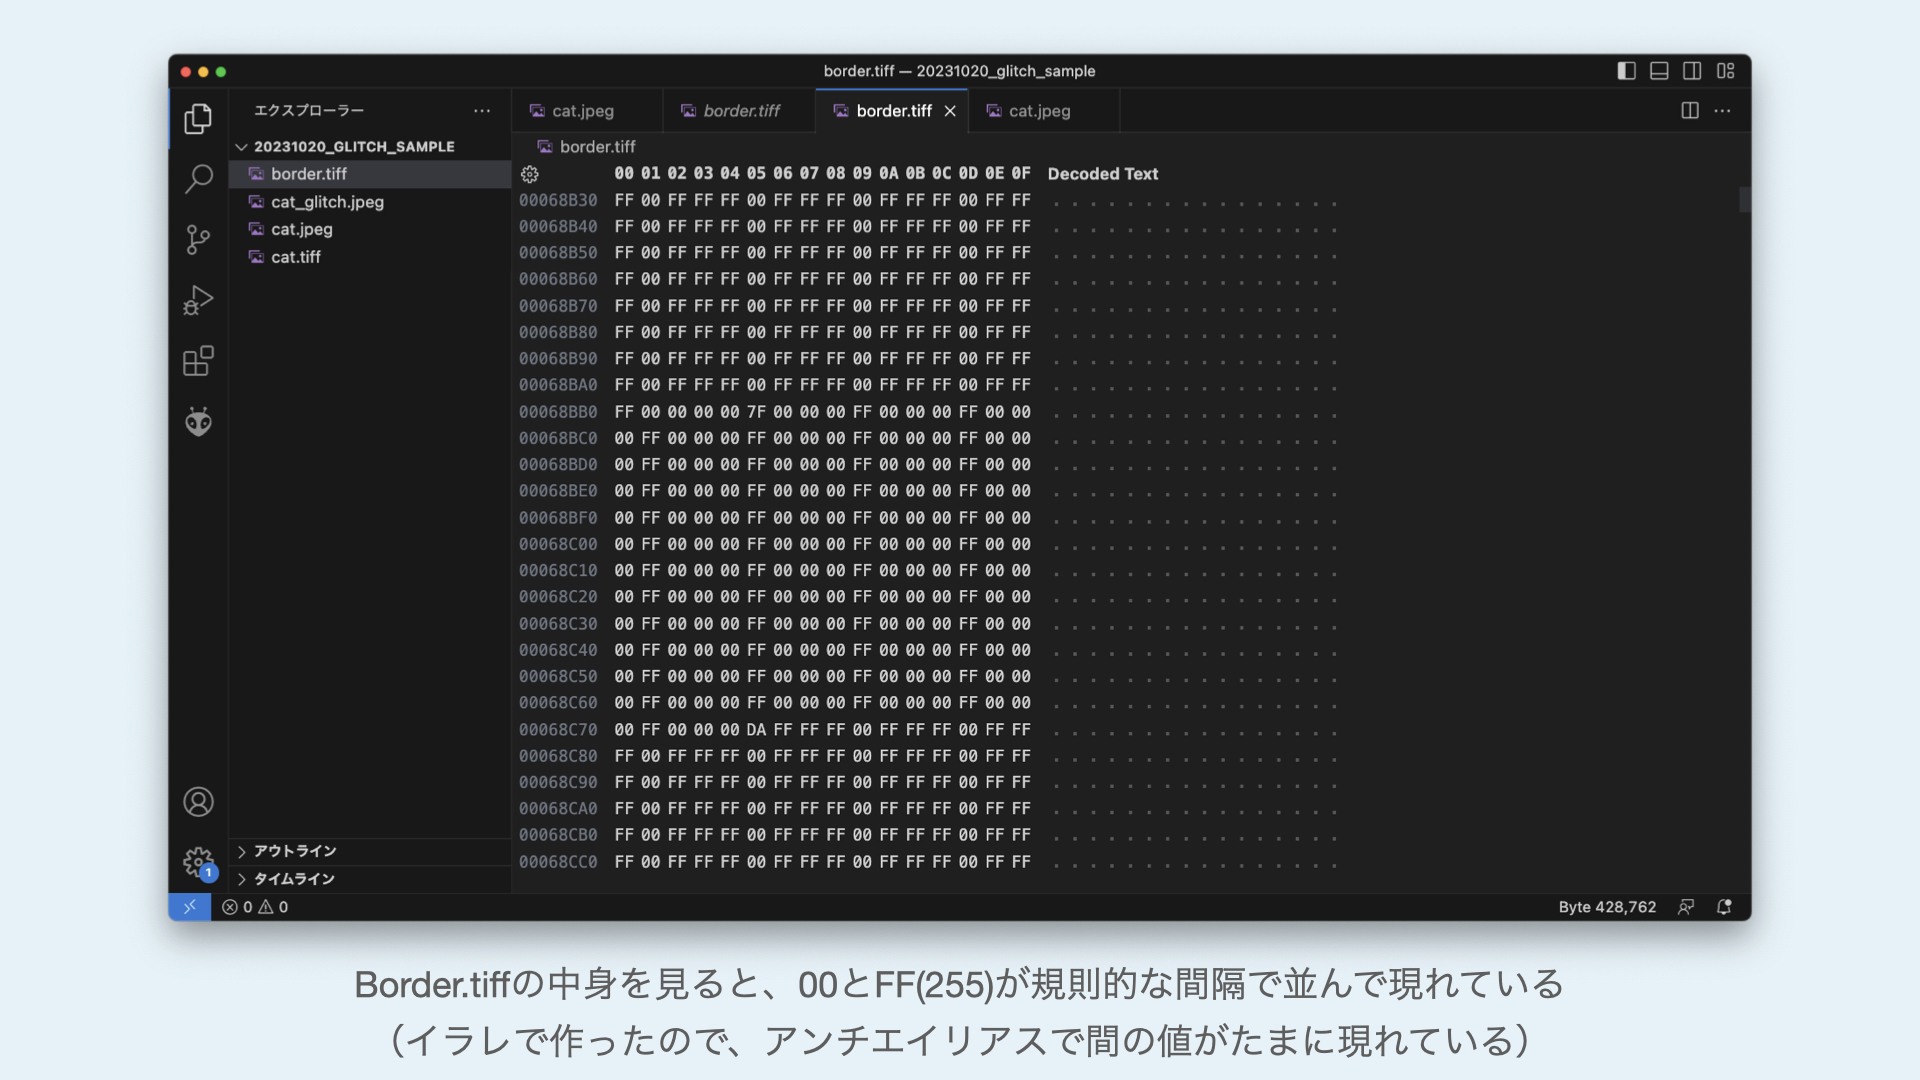 border.tiff — 20231020_glitch_sample
エクスプローラー
cat.jpeg
border.tiff
border.tiff
cat.jpeg
20231020_GLITCH_SAMPLE
border.tiff
cat_glitch.jpeg
cat.jpeg
cat.tiff
アウトライン
タイムライン
border.tiff
00 01 02 03 04 05 06 07 08 09 0A 0B 0C 0D 0E 0F Decoded Text
00068B30 FF 00 FF FF FF 00 FF FF FF 00 FF FF FF 00 FF FF
00068B40 FF 00 FF FF FF 00 FF FF FF 00 FF FF FF 00 FF FF
00068B50 FF 00 FF FF FF 00 FF FF FF 00 FF FF FF 00 FF FF
00068B60 FF 00 FF FF FF 00 FF FF FF 00 FF FF FF 00 FF FF
00068B70 FF 00 FF FF FF 00 FF FF FF 00 FF FF FF 00 FF FF
00068B80 FF 00 FF FF FF 00 FF FF FF 00 FF FF FF 00 FF FF
00068B90 FF 00 FF FF FF 00 FF FF FF 00 FF FF FF 00 FF FF
00068BA0 FF 00 FF FF FF 00 FF FF FF 00 FF FF FF 00 FF FF
00068BB0 FF 00 00 00 00 7F 00 00 00 FF 00 00 00 FF 00 00
00068BC0 00 FF 00 00 00 FF 00 00 00 FF 00 00 00 FF 00 00
00068BD0 00 FF 00 00 00 FF 00 00 00 FF 00 00 00 FF 00 00
00068BE0 00 FF 00 00 00 FF 00 00 00 FF 00 00 00 FF 00 00
00068BF0 00 FF 00 00 00 FF 00 00 00 FF 00 00 00 FF 00 00
00068C00 00 FF 00 00 00 FF 00 00 00 FF 00 00 00 FF 00 00
00068C10 00 FF 00 00 00 FF 00 00 00 FF 00 00 00 FF 00 00
00068C20 00 FF 00 00 00 FF 00 00 00 FF 00 00 00 FF 00 00
00068C30 00 FF 00 00 00 FF 00 00 00 FF 00 00 00 FF 00 00
00068C40 00 FF 00 00 00 FF 00 00 00 FF 00 00 00 FF 00 00
00068C50 00 FF 00 00 00 FF 00 00 00 FF 00 00 00 FF 00 00
00068C60 00 FF 00 00 00 FF 00 00 00 FF 00 00 00 FF 00 00
00068C70 00 FF 00 00 00 DA FF FF FF 00 FF FF FF 00 FF FF
00068C80 FF 00 FF FF FF 00 FF FF FF 00 FF FF FF 00 FF FF
00068C90 FF 00 FF FF FF 00 FF FF FF 00 FF FF FF 00 FF FF
00068CA0 FF 00 FF FF FF 00 FF FF FF 00 FF FF FF 00 FF FF
00068CB0 FF 00 FF FF FF 00 FF FF FF 00 FF FF FF 00 FF FF
00068CC0 FF 00 FF FF FF 00 FF FF FF 00 FF FF FF 00 FF FF
1
0 0
Byte 428,762
Border.tiffの中身を見ると、00とFF(255)が規則的な間隔で並んで現れている
（イラレで作ったので、アンチエイリアスで間の値がたまに現れている）